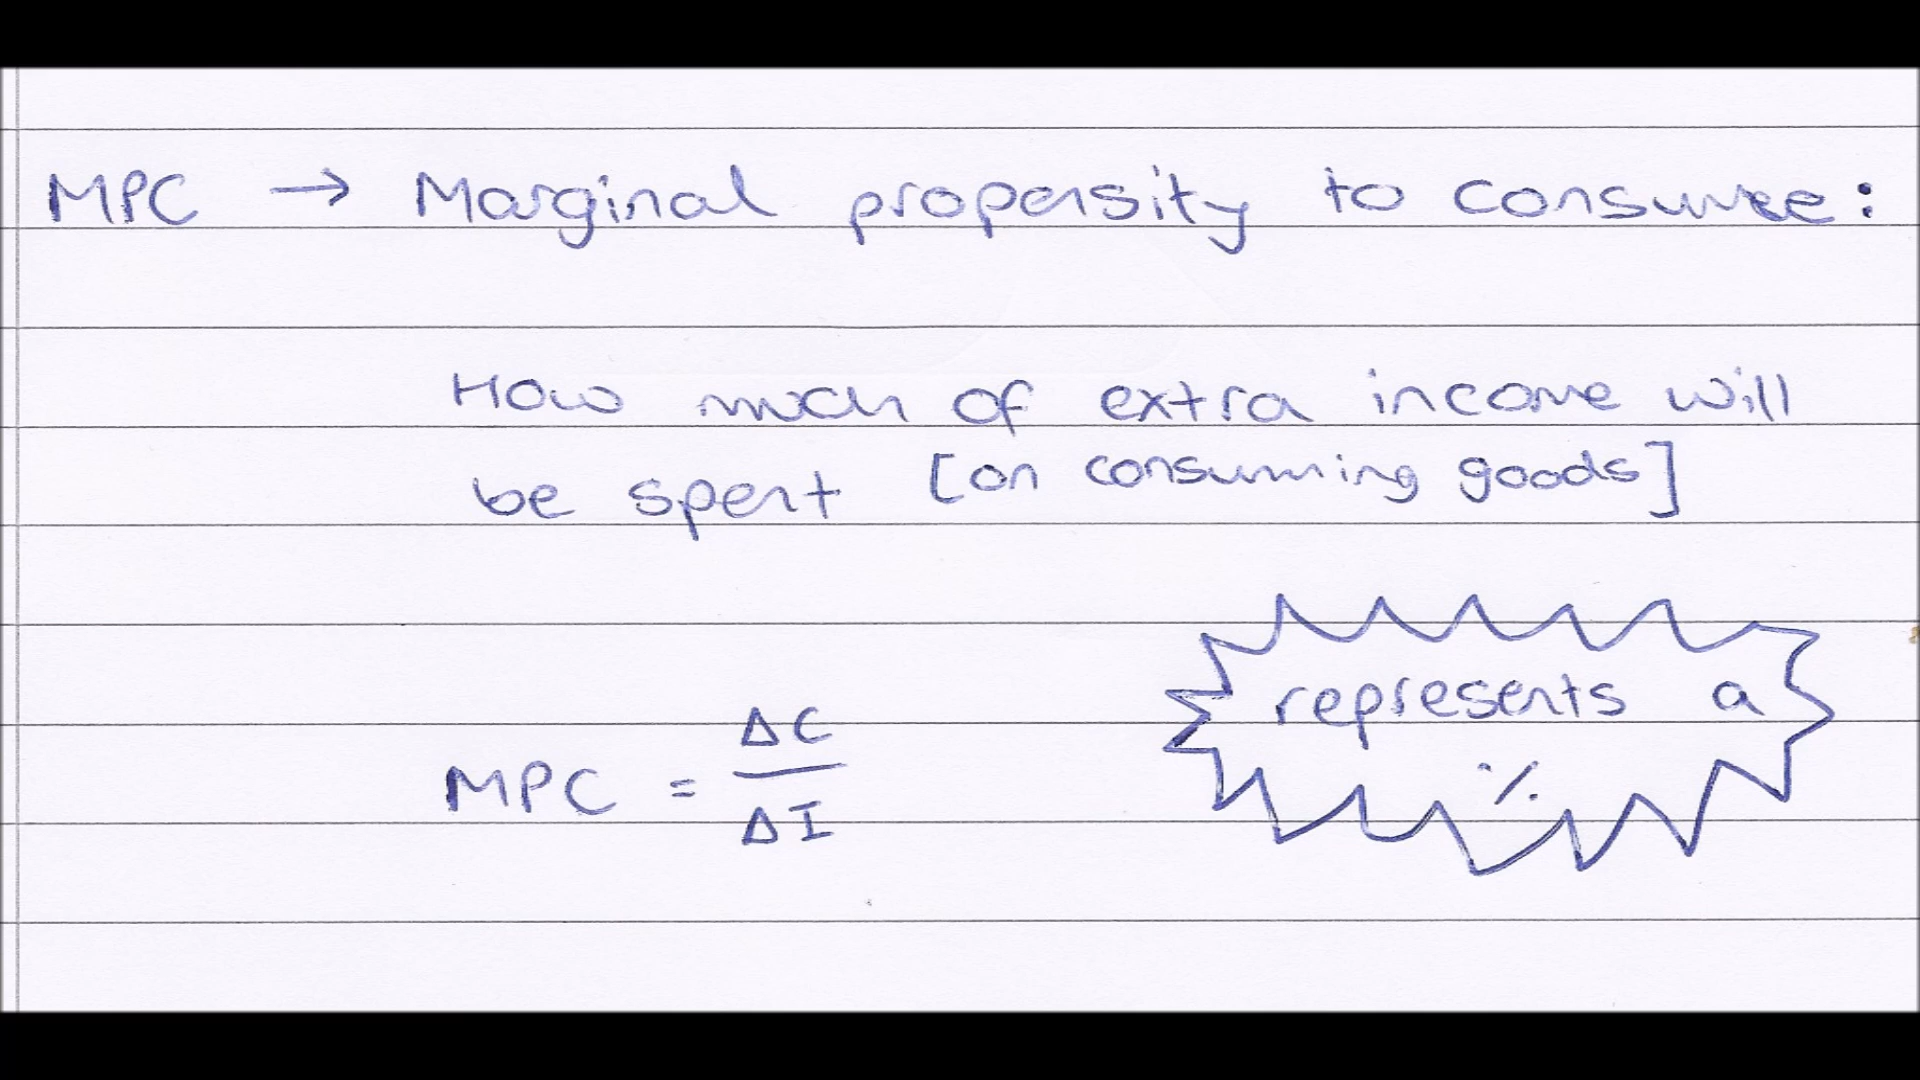 MPC → Marginal propensity to consume:
How much of extra income will
be spent [on consuming goods]
MPC = ΔC
ΔI
represents a
%